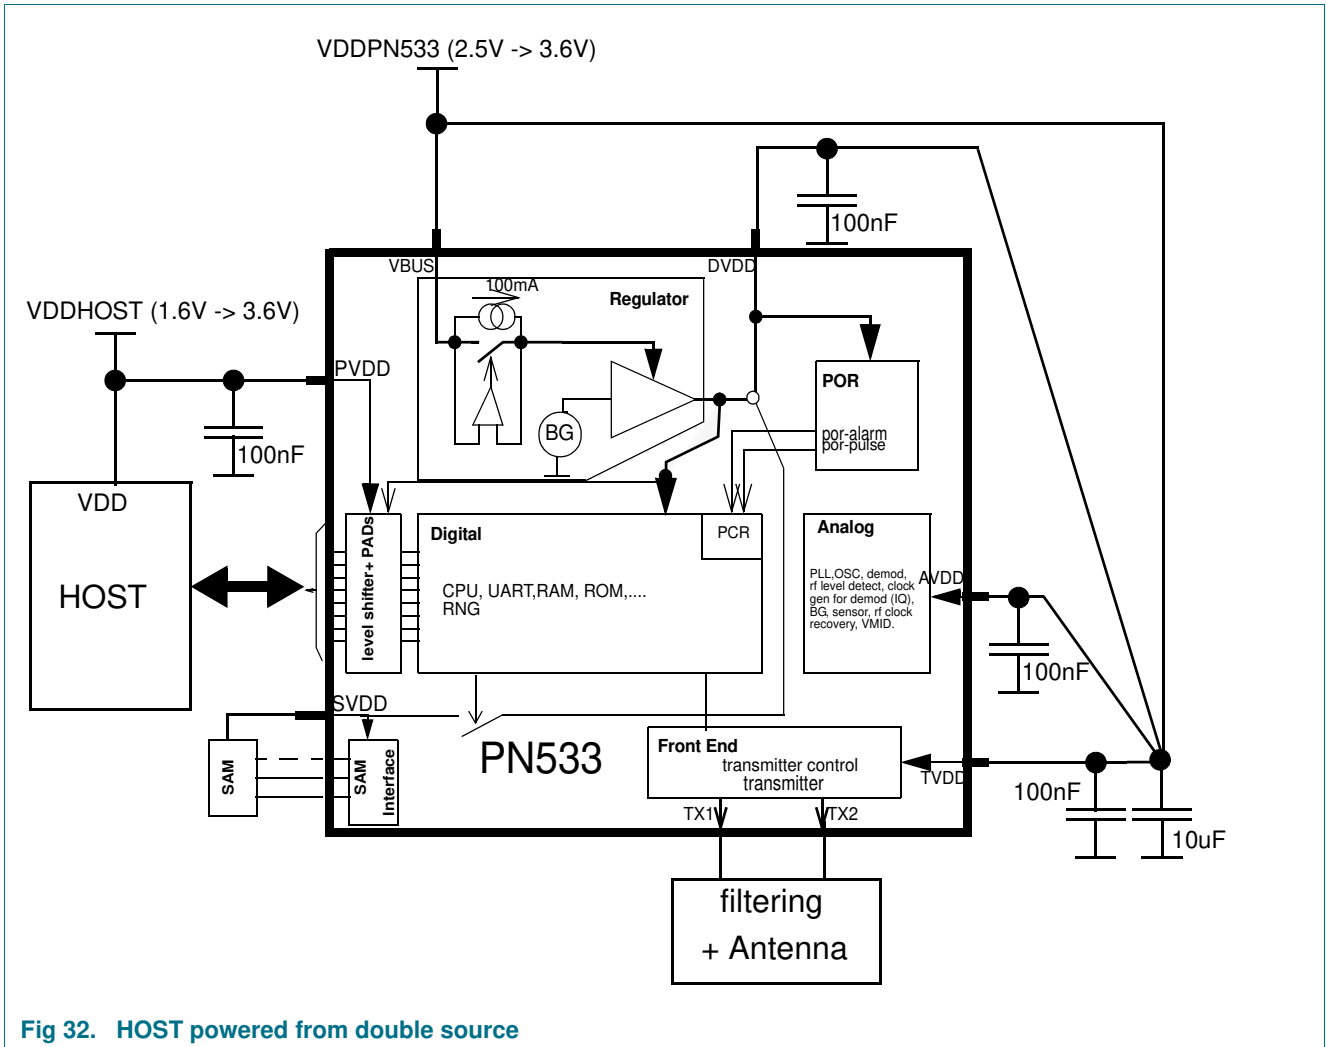 VDDPN533 (2.5V -> 3.6V)
100nF
VBUS
DVDD
100mA
Regulator
VDDHOST (1.6V -> 3.6V)
PVDD
POR
BG
por-alarm
por-pulse
100nF
VDD
HOST
level shifter+ PADs
Digital
PCR
CPU, UART,RAM, ROM,....
RNG
Analog
PLL,OSC, demod,
rf level detect, clock
gen for demod (IQ),
BG, sensor, rf clock
recovery, VMID.
AVDD
100nF
SVDD
SAM
SAM
Interface
PN533
Front End
transmitter control
transmitter
TVDD
100nF
10uF
TX1
TX2
filtering
+ Antenna
Fig 32. HOST powered from double source